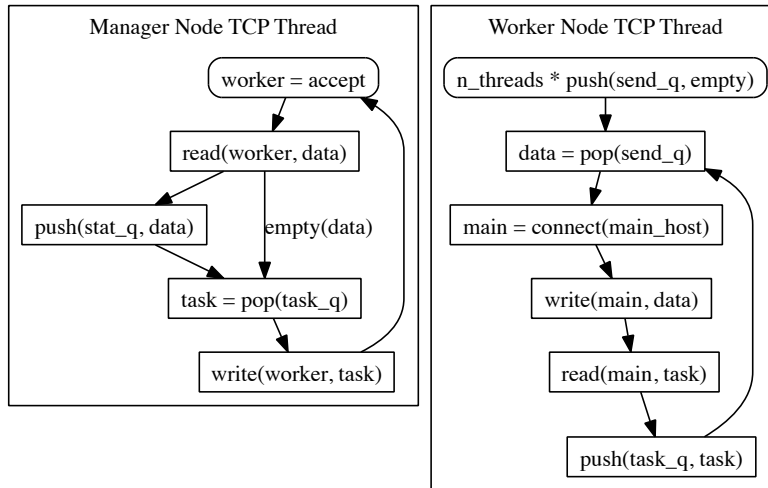 Manager Node TCP Thread
worker = accept
read(worker, data)
push(stat_q, data)
empty(data)
task = pop(task_q)
write(worker, task)
Worker Node TCP Thread
n_threads * push(send_q, empty)
data = pop(send_q)
main = connect(main_host)
write(main, data)
read(main, task)
push(task_q, task)